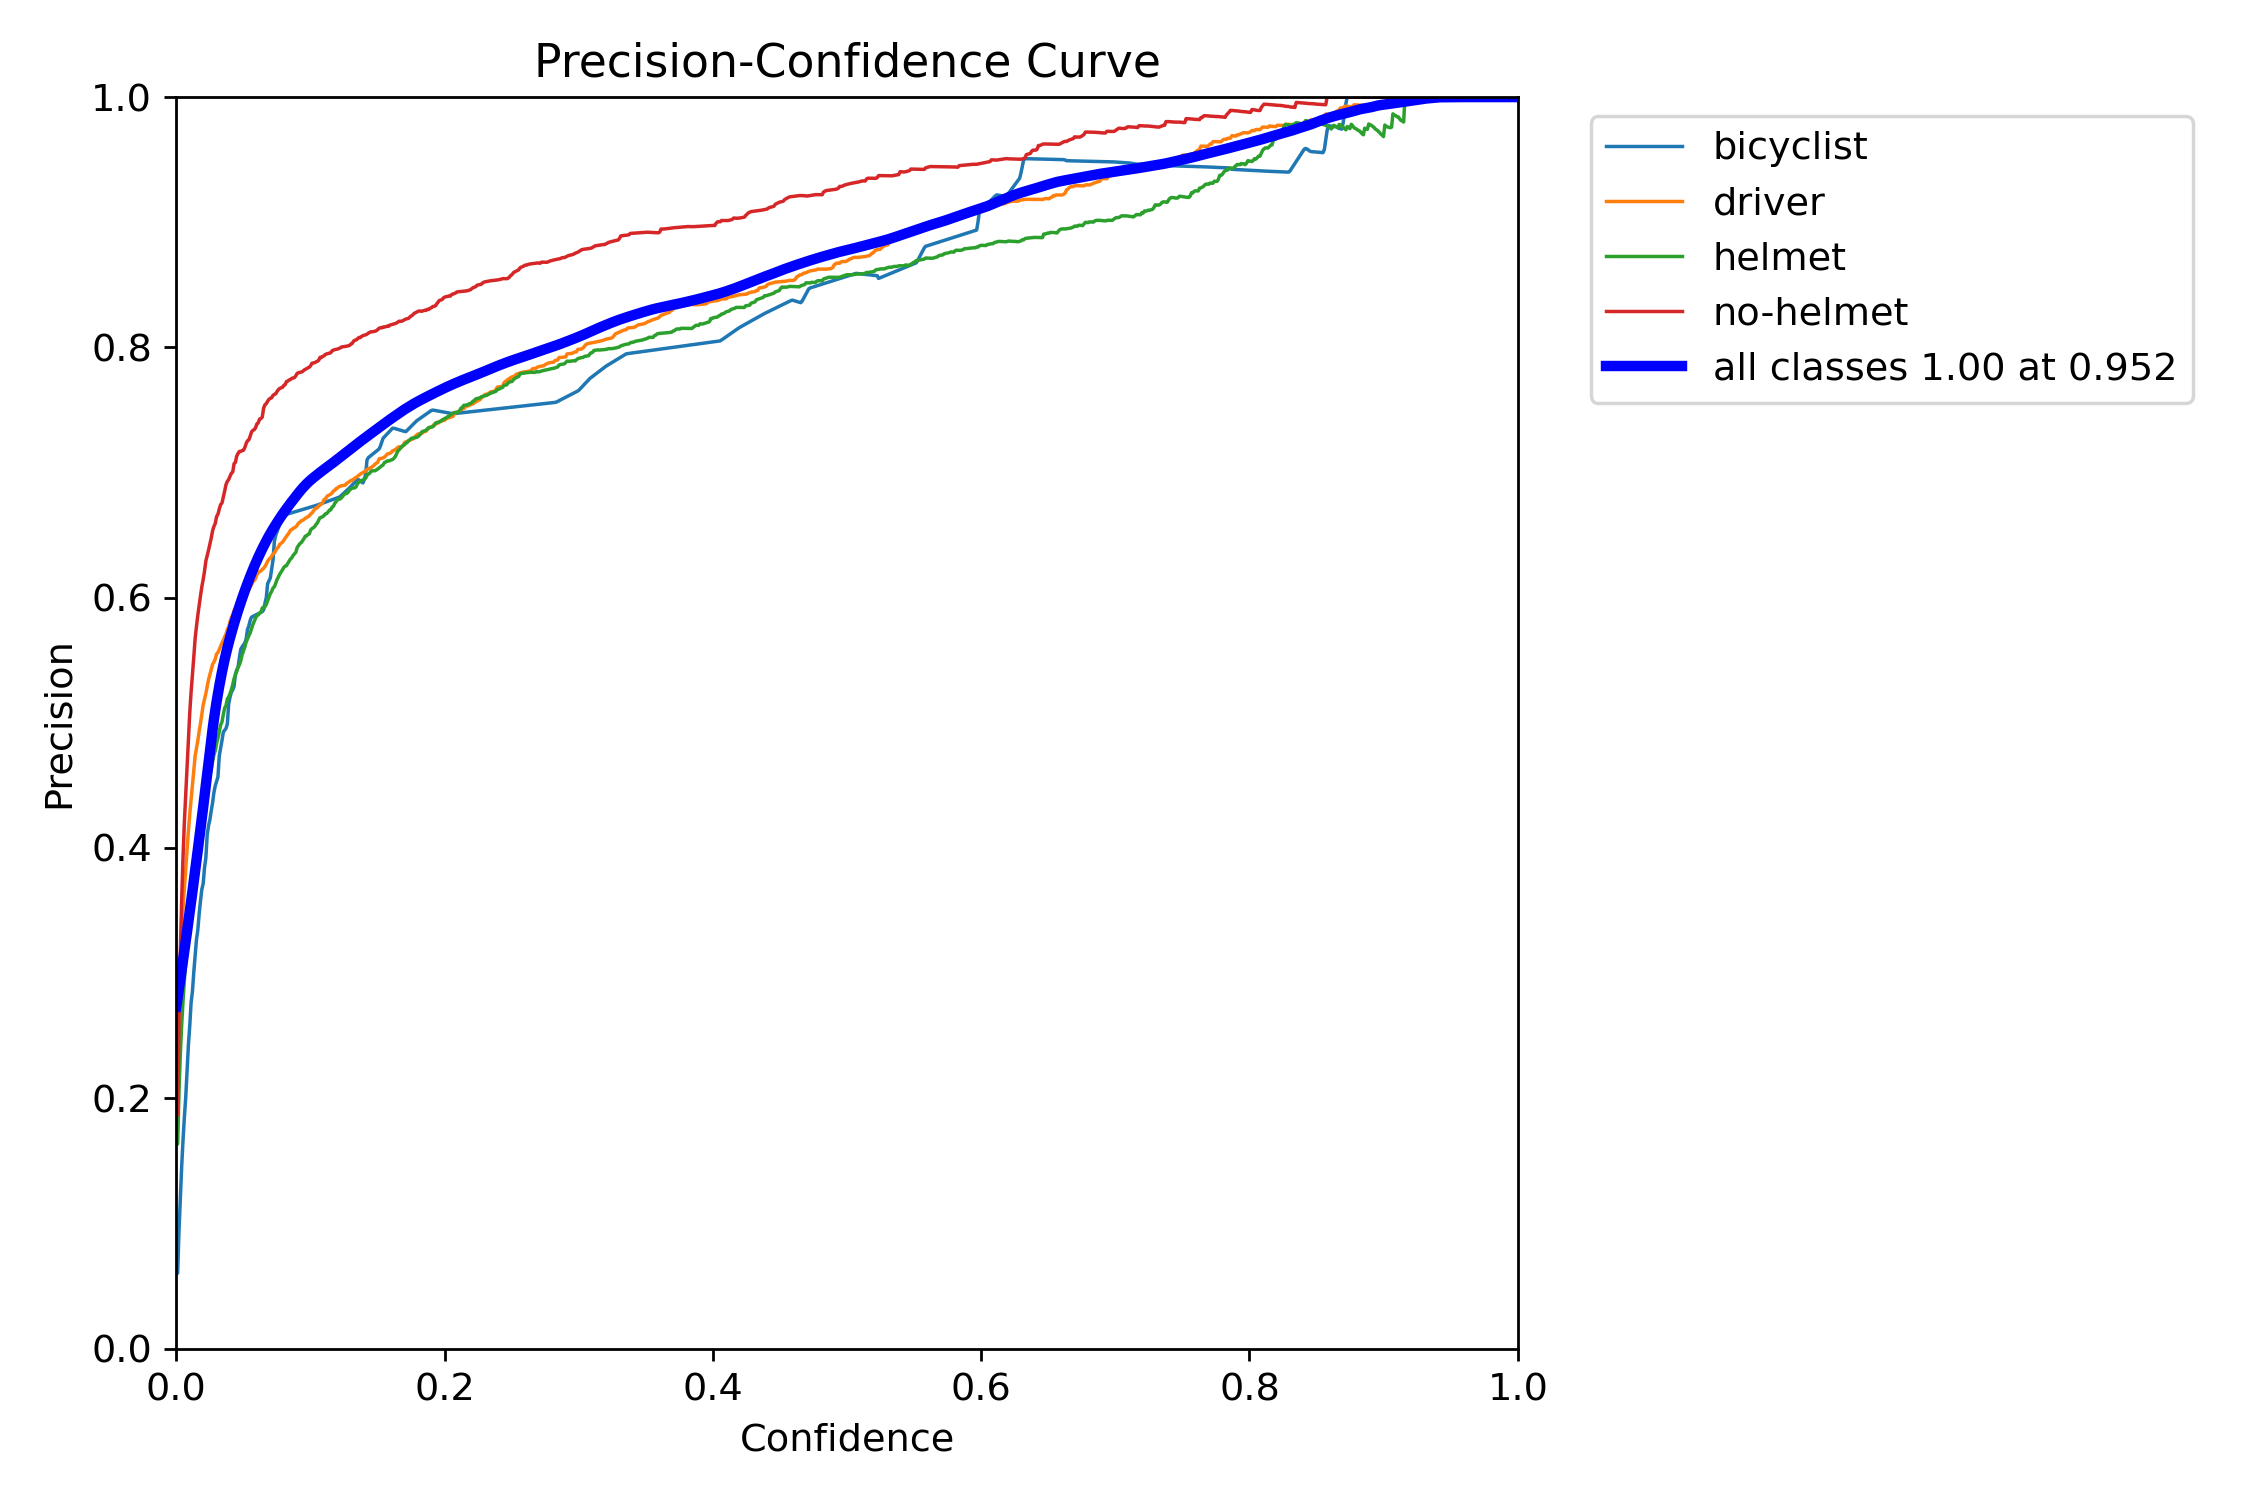 Precision-Confidence Curve
1.0
0.8
0.6
0.4
0.2
0.0
Precision
0.0 0.2 0.4 0.6 0.8 1.0
Confidence
bicyclist
driver
helmet
no-helmet
all classes 1.00 at 0.952